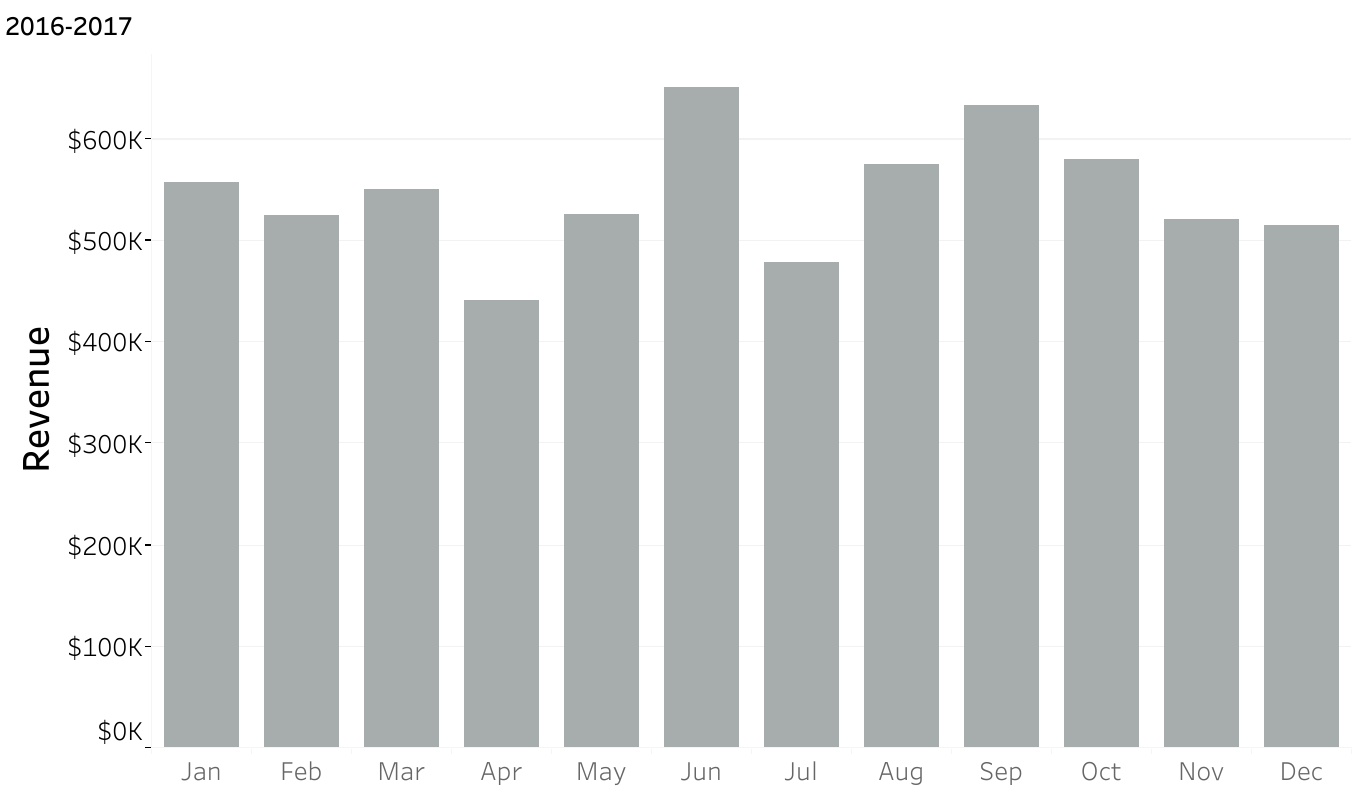 2016-2017
Revenue
$600K
$500K
$400K
$300K
$200K
$100K
$0K
Jan Feb Mar Apr May Jun Jul Aug Sep Oct Nov Dec